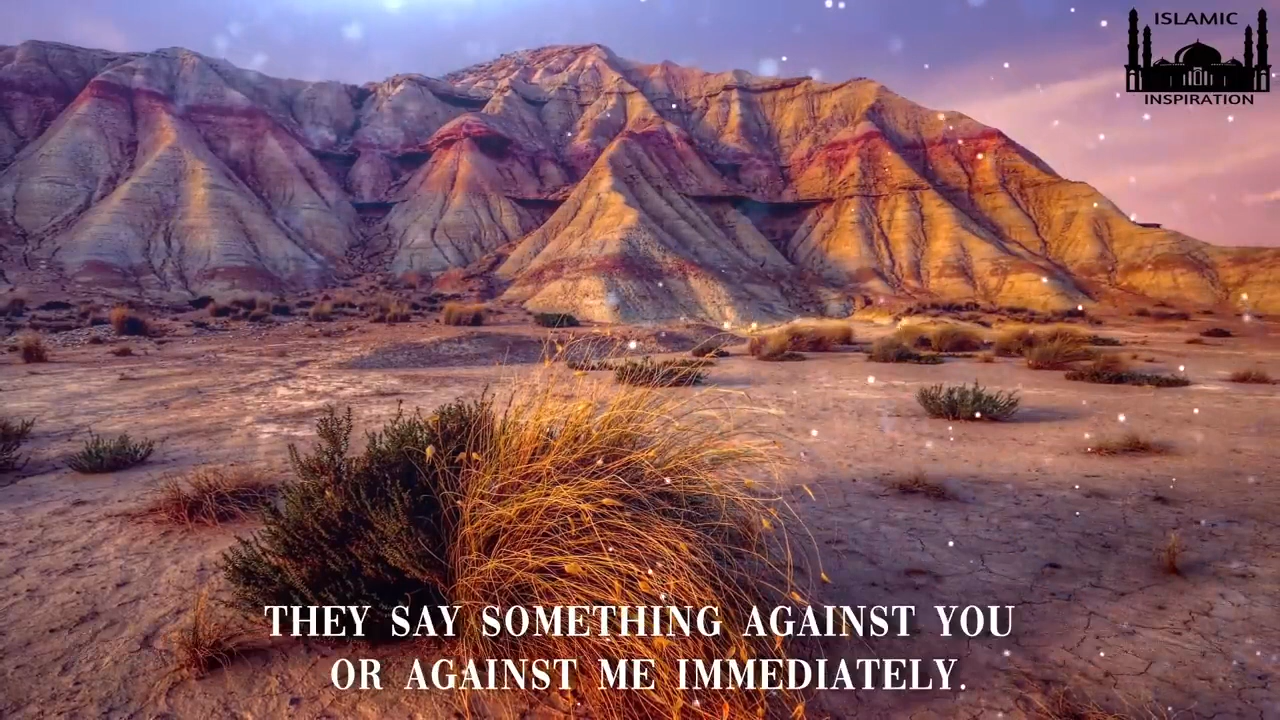 ISLAMIC
INSPIRATION
THEY SAY SOMETHING AGAINST YOU
OR AGAINST ME IMMEDIATELY.